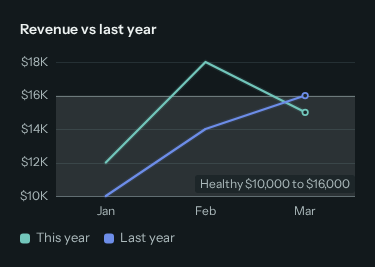 Revenue vs last year
$18K
$16K
$14K
$12K
$10K
Healthy $10,000 to $16,000
Jan Feb Mar
This year Last year